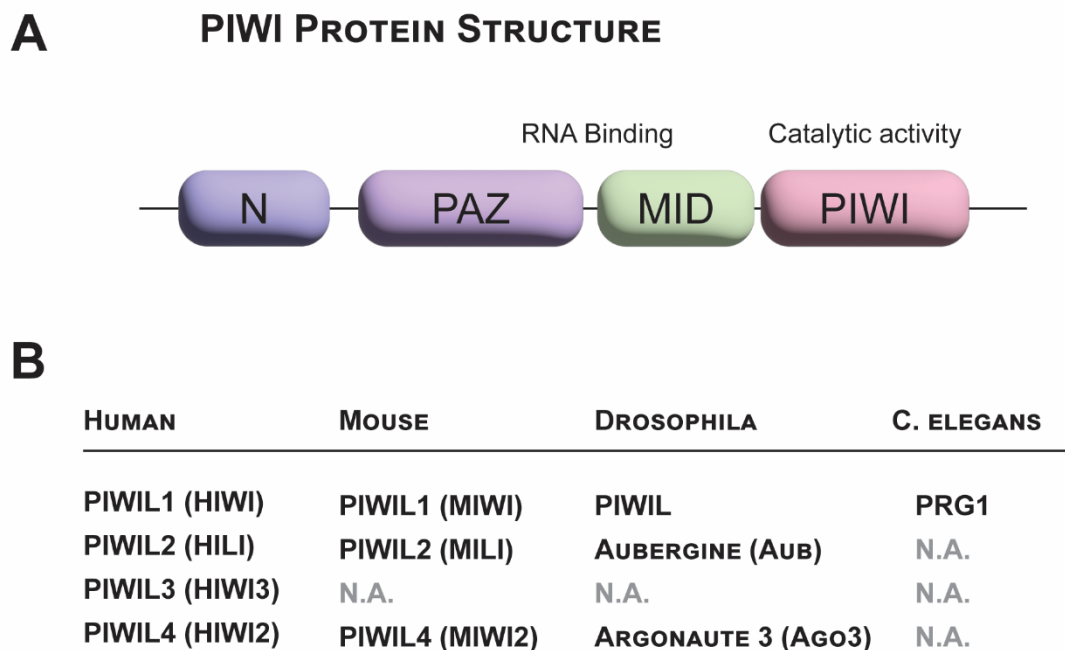 A PIWI PROTEIN STRUCTURE
RNA Binding Catalytic activity
N PAZ MID PIWI
B
HUMAN MOUSE DROSOPHILA C. ELEGANS
PIWIL1 (HIWI) PIWIL1 (MIWI) PIWIL PRG1
PIWIL2 (HILI) PIWIL2 (MILI) AUBERGINE (AUB) N.A.
PIWIL3 (HIWI3) N.A. N.A. N.A.
PIWIL4 (HIWI2) PIWIL4 (MIWI2) ARGONAUTE 3 (AGO3) N.A.